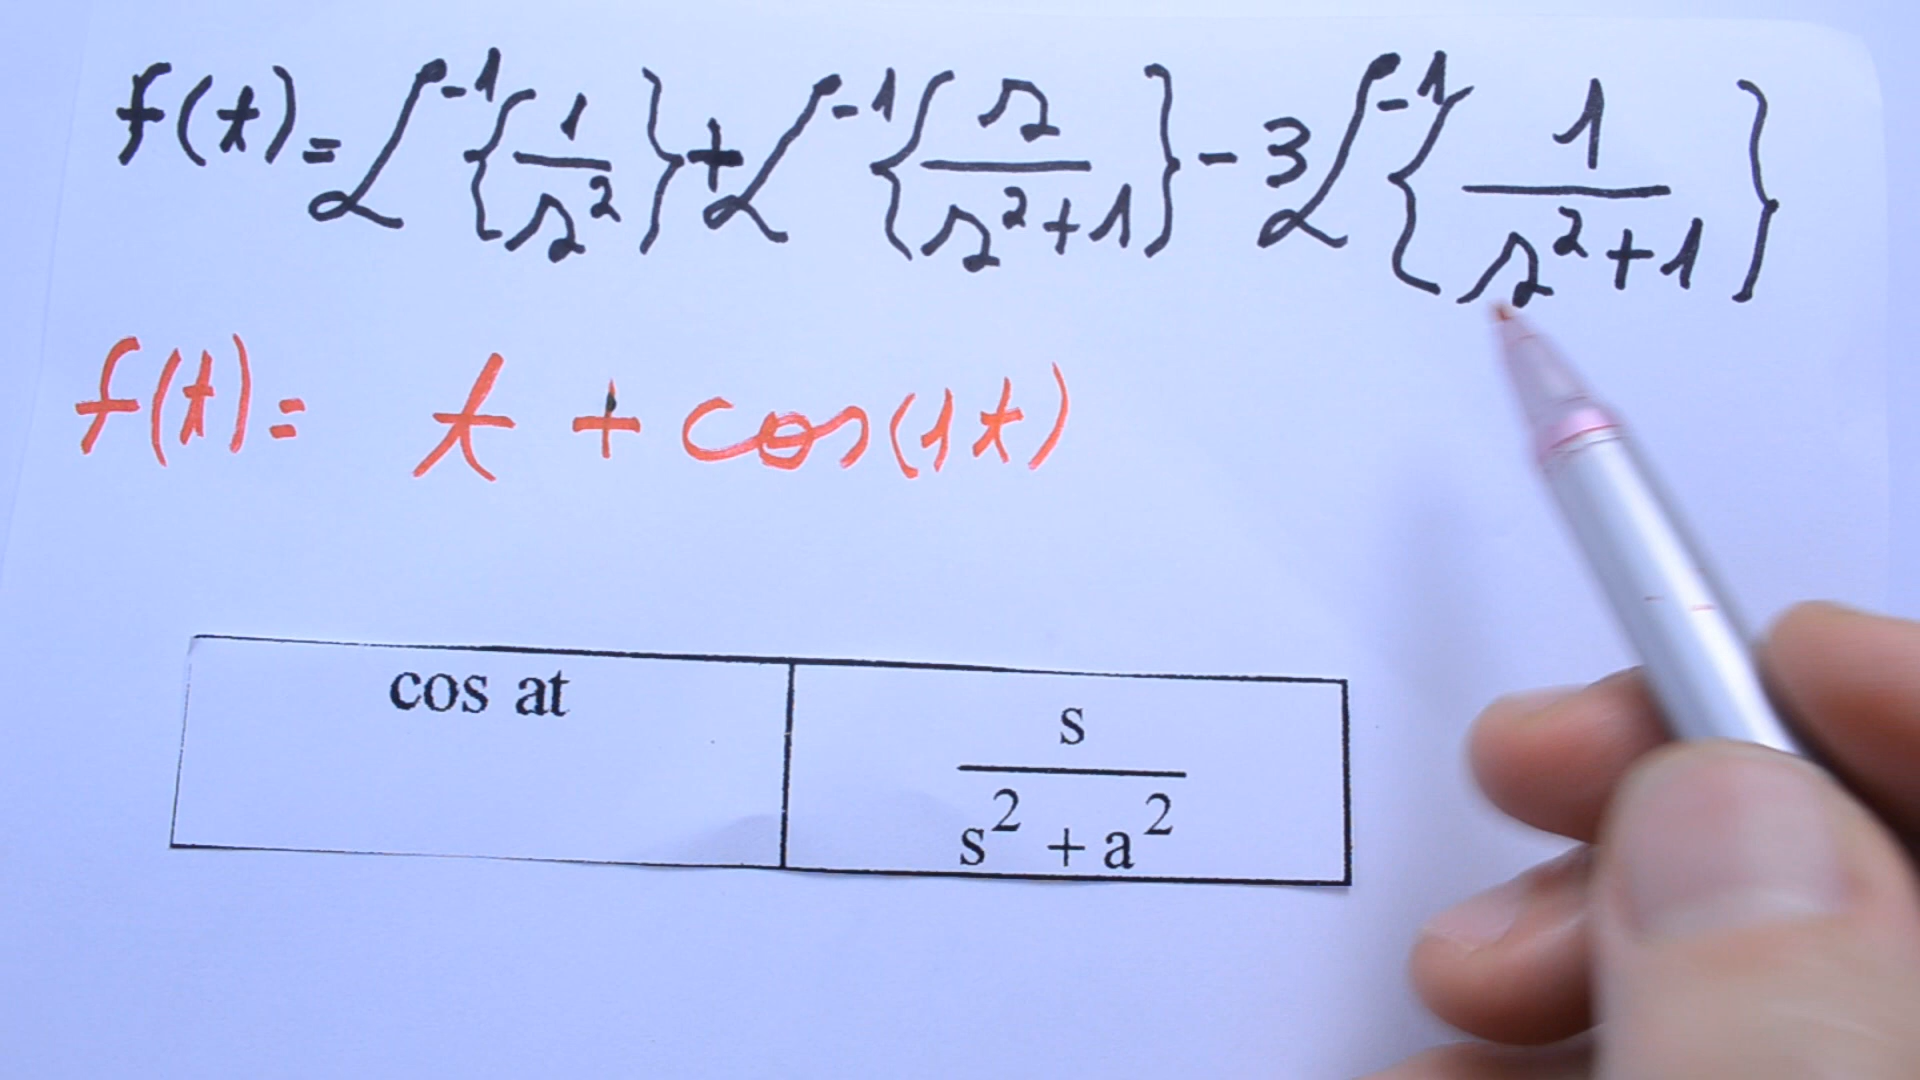 f(t) = ℒ⁻¹{1/s²} + ℒ⁻¹{s/(s²+1)} - 3ℒ⁻¹{1/(s²+1)}
f(t) = t + cos(1t)
cos at
s/(s² + a²)